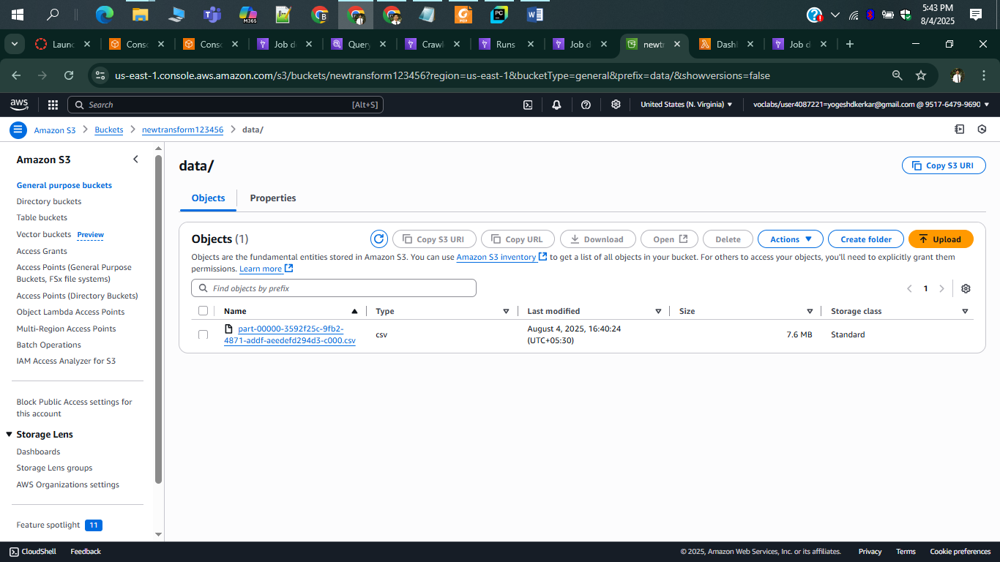 5:43 PM
8/4/2025
Launc
Conso
Conso
Job d
Query
Crawl
Runs
Job d
newtr
Dashl
Job d
us-east-1.console.aws.amazon.com/s3/buckets/newtransform123456?region=us-east-1&bucketType=general&prefix=data/&showversions=false
aws
Search
[Alt+S]
United States (N. Virginia)
voclabs/user4087221=yogeshdkerkar@gmail.com @ 9517-6479-9690
Amazon S3
Buckets
newtransform123456
data/
Amazon S3
General purpose buckets
Directory buckets
Table buckets
Vector buckets Preview
Access Grants
Access Points (General Purpose
Buckets, FSx file systems)
Access Points (Directory Buckets)
Object Lambda Access Points
Multi-Region Access Points
Batch Operations
IAM Access Analyzer for S3
Block Public Access settings for
this account
Storage Lens
Dashboards
Storage Lens groups
AWS Organizations settings
Feature spotlight 11
data/
Copy S3 URI
Objects
Properties
Objects (1)
Copy S3 URI
Copy URL
Download
Open
Delete
Actions
Create folder
Upload
Objects are the fundamental entities stored in Amazon S3. You can use Amazon S3 inventory to get a list of all objects in your bucket. For others to access your objects, you'll need to explicitly grant them
permissions. Learn more
Find objects by prefix
1
Name
Type
Last modified
Size
Storage class
part-00000-3592f25c-9fb2-
4871-addf-aeedefd294d3-c000.csv
csv
August 4, 2025, 16:40:24
(UTC+05:30)
7.6 MB
Standard
CloudShell
Feedback
© 2025, Amazon Web Services, Inc. or its affiliates.
Privacy
Terms
Cookie preferences